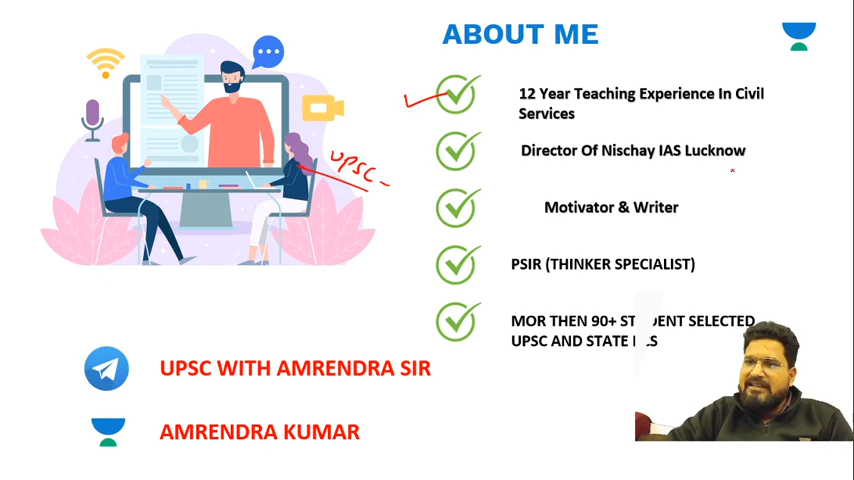 ABOUT ME
12 Year Teaching Experience In Civil
Services
Director Of Nischay IAS Lucknow
upsc
Motivator & Writer
PSIR (THINKER SPECIALIST)
MOR THEN 90+ SELECTED
UPSC AND STATE
UPSC WITH AMRENDRA SIR
AMRENDRA KUMAR